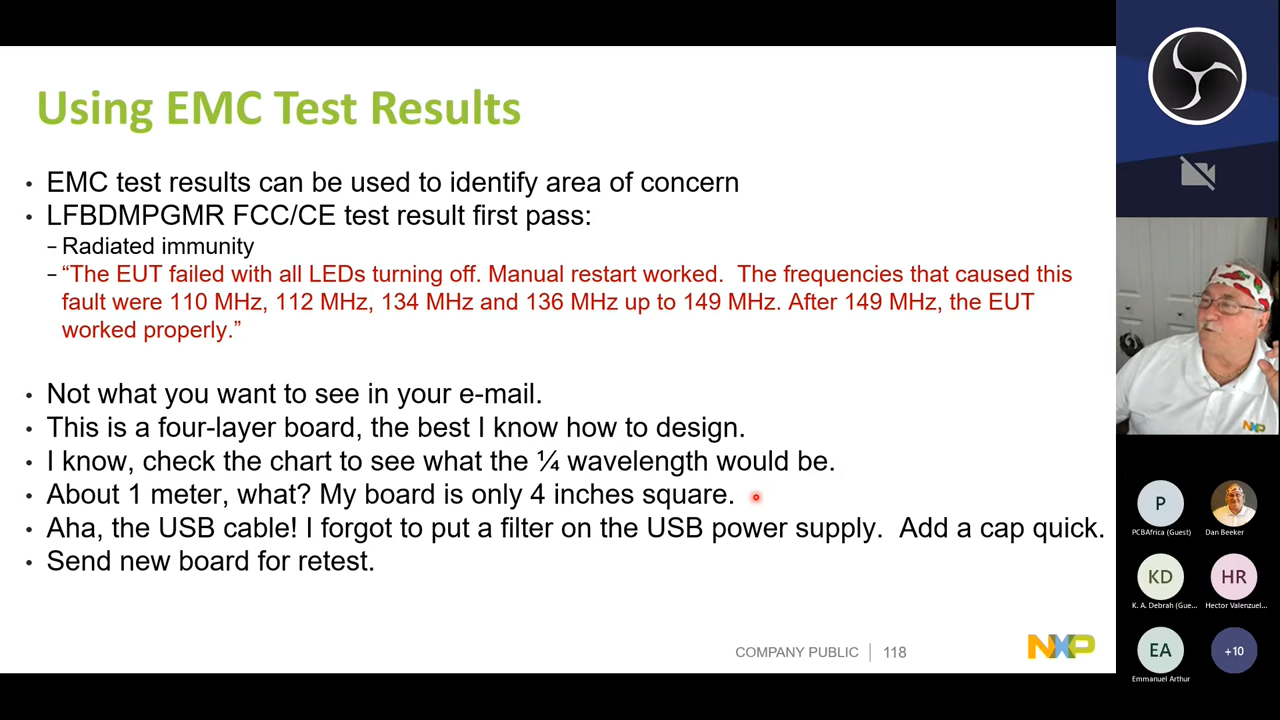 Using EMC Test Results
• EMC test results can be used to identify area of concern
• LFBDMPGMR FCC/CE test result first pass:
– Radiated immunity
– “The EUT failed with all LEDs turning off. Manual restart worked.  The frequencies that caused this
fault were 110 MHz, 112 MHz, 134 MHz and 136 MHz up to 149 MHz. After 149 MHz, the EUT
worked properly.”
• Not what you want to see in your e-mail.
• This is a four-layer board, the best I know how to design.
• I know, check the chart to see what the ¼ wavelength would be.
• About 1 meter, what? My board is only 4 inches square.
• Aha, the USB cable! I forgot to put a filter on the USB power supply.  Add a cap quick.
• Send new board for retest.
COMPANY PUBLIC | 118
NXP
NXP
P
PCBAfrica (Guest)
Dan Beeker
KD
K. A. Debrah (Gue...
HR
Hector Valenzuel...
EA
Emmanuel Arthur
+10